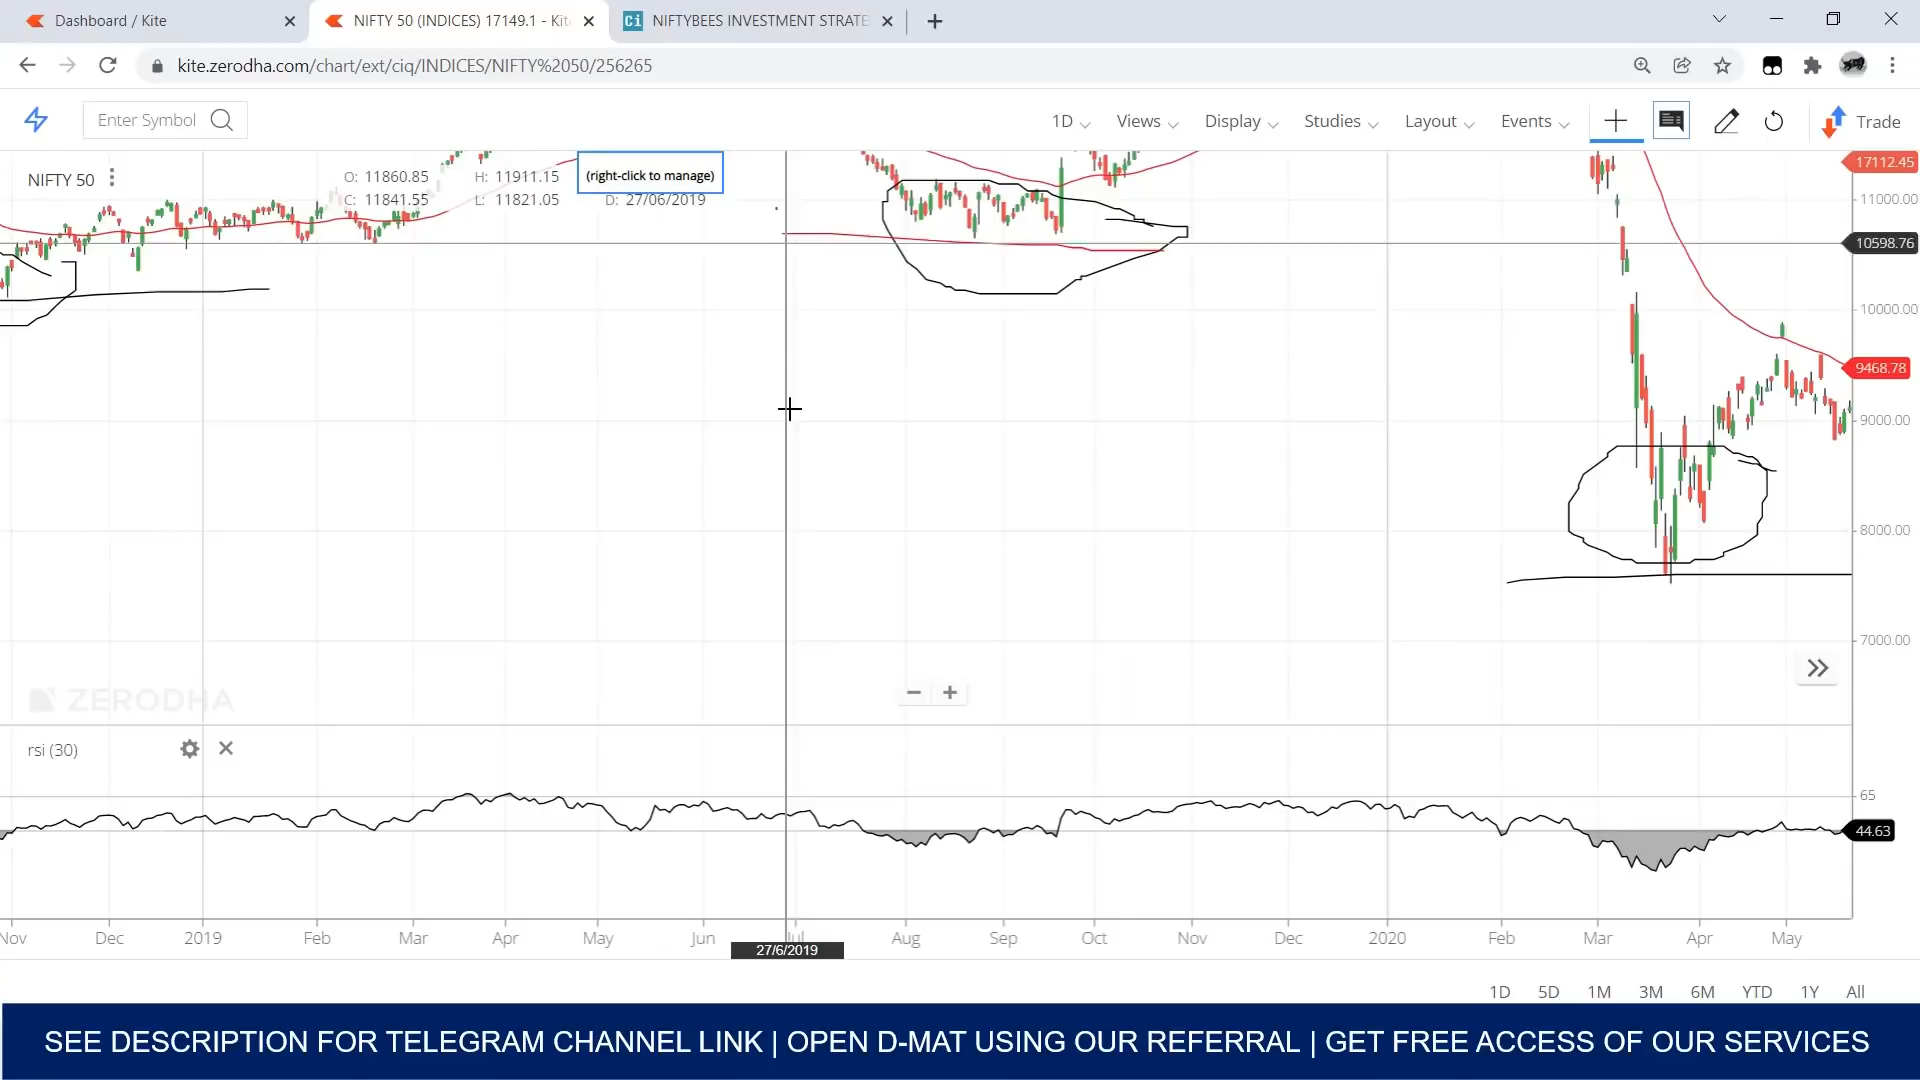 Dashboard / Kite
NIFTY 50 (INDICES) 17149.1 - Kit
Ci NIFTYBEES INVESTMENT STRATE
kite.zerodha.com/chart/ext/ciq/INDICES/NIFTY%2050/256265
Enter Symbol
1D Views Display Studies Layout Events Trade
NIFTY 50
O: 11860.85 H: 11911.15
(right-click to manage)
C: 11841.55 L: 11821.05 D: 27/06/2019
17112.45
11000.00
10598.76
10000.00
9468.78
9000.00
8000.00
7000.00
ZERODHA
rsi (30)
65
44.63
Nov Dec 2019 Feb Mar Apr May Jun Jul Aug Sep Oct Nov Dec 2020 Feb Mar Apr May
27/6/2019
1D 5D 1M 3M 6M YTD 1Y All
SEE DESCRIPTION FOR TELEGRAM CHANNEL LINK | OPEN D-MAT USING OUR REFERRAL | GET FREE ACCESS OF OUR SERVICES